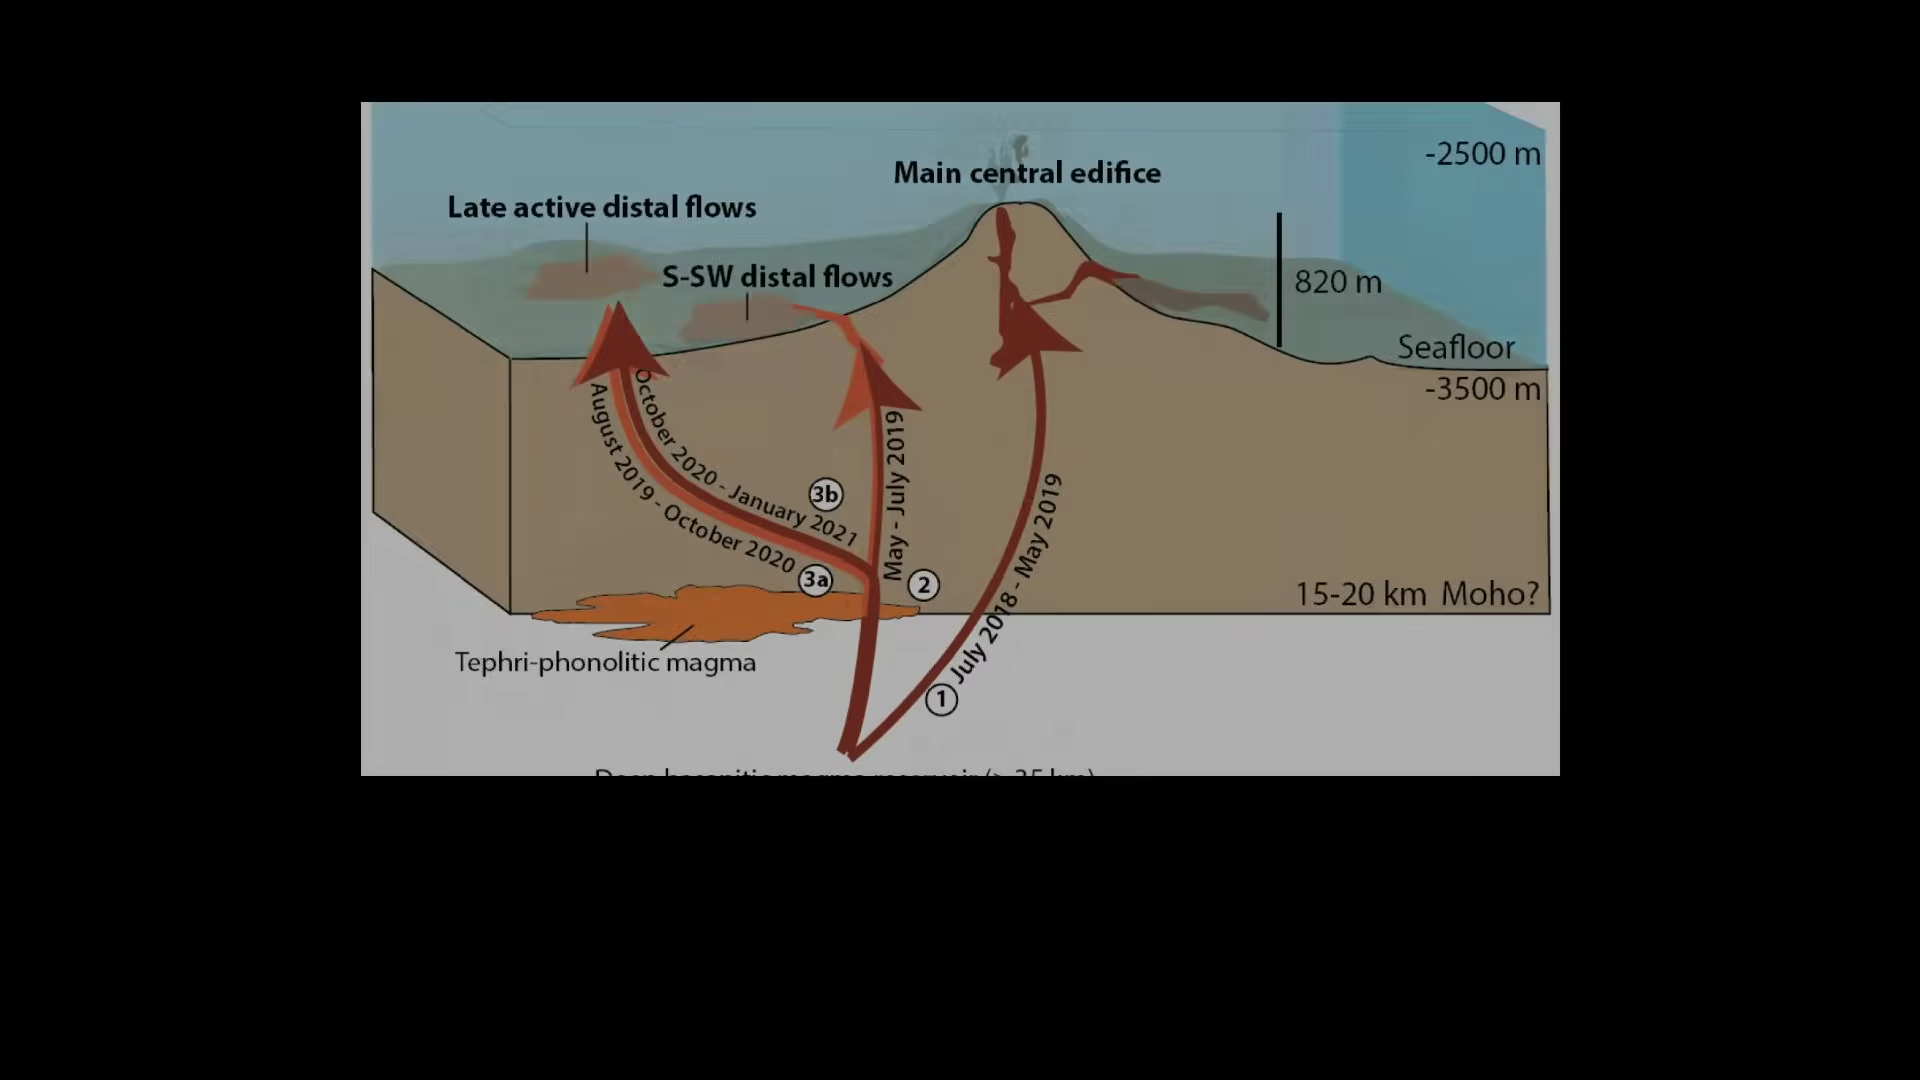 -2500 m
Main central edifice
Late active distal flows
S-SW distal flows
820 m
Seafloor
-3500 m
October 2020 - January 2021
August 2019 - October 2020
3b
3a
May - July 2019
2
July 2018 - May 2019
1
15-20 km Moho?
Tephri-phonolitic magma